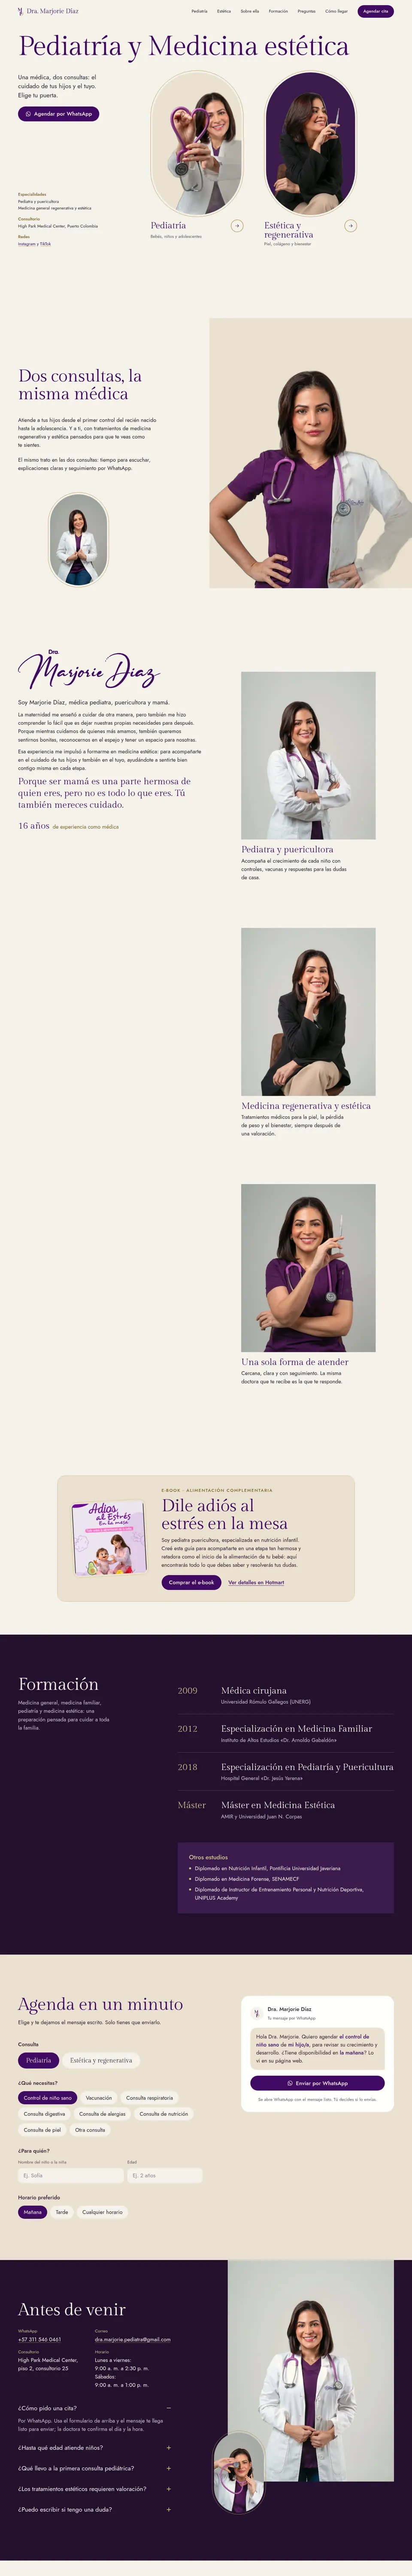 Dra. Marjorie Díaz
Pediatría
Estética
Sobre ella
Formación
Preguntas
Cómo llegar
Agendar cita
Pediatría y Medicina estética
Una médica, dos consultas: el
cuidado de tus hijos y el tuyo.
Elige tu puerta.
Agendar por WhatsApp
Especialidades
Pediatra y puericultora
Medicina general regenerativa y estética
Consultorio
High Park Medical Center, Puerto Colombia
Redes
Instagram y TikTok
Pediatría
Bebés, niños y adolescentes
Estética y
regenerativa
Piel, colágeno y bienestar
Dos consultas, la
misma médica
Atiende a tus hijos desde el primer control del recién nacido
hasta la adolescencia. Y a ti, con tratamientos de medicina
regenerativa y estética pensados para que te veas como
te sientes.
El mismo trato en las dos consultas: tiempo para escuchar,
explicaciones claras y seguimiento por WhatsApp.
Dra.
Marjorie Diaz
Soy Marjorie Díaz, médica pediatra, puericultora y mamá.
La maternidad me enseñó a cuidar de otra manera, pero también me hizo
comprender lo fácil que es dejar nuestras propias necesidades para después.
Porque mientras cuidamos de quienes más amamos, también queremos
sentirnos bonitas, reconocernos en el espejo y tener un espacio para nosotras.
Esa experiencia me impulsó a formarme en medicina estética: para acompañarte
en el cuidado de tus hijos y también en el tuyo, ayudándote a sentirte bien
contigo misma en cada etapa.
Porque ser mamá es una parte hermosa de
quien eres, pero no es todo lo que eres. Tú
también mereces cuidado.
16 años de experiencia como médica
Pediatra y puericultora
Acompaña el crecimiento de cada niño con
controles, vacunas y respuestas para las dudas
de casa.
Medicina regenerativa y estética
Tratamientos médicos para la piel, la pérdida
de peso y el bienestar, siempre después de
una valoración.
Una sola forma de atender
Cercana, clara y con seguimiento. La misma
doctora que te recibe es la que te responde.
Adiós
al Estrés
En la mesa
E-BOOK · ALIMENTACIÓN COMPLEMENTARIA
Dile adiós al
estrés en la mesa
Soy pediatra puericultora, especializada en nutrición infantil.
Creé esta guía para acompañarte en una etapa tan hermosa y
retadora como el inicio de la alimentación de tu bebé: aquí
encontrarás todo lo que debes saber y resolverás tus dudas.
Comprar el e-book
Ver detalles en Hotmart
Formación
Medicina general, medicina familiar,
pediatría y medicina estética: una
preparación pensada para cuidar a toda
la familia.
2009
Médica cirujana
Universidad Rómulo Gallegos (UNERG)
2012
Especialización en Medicina Familiar
Instituto de Altos Estudios «Dr. Arnoldo Gabaldón»
2018
Especialización en Pediatría y Puericultura
Hospital General «Dr. Jesús Yerena»
Máster
Máster en Medicina Estética
AMIR y Universidad Juan N. Corpas
Otros estudios
Diplomado en Nutrición Infantil, Pontificia Universidad Javeriana
Diplomado en Medicina Forense, SENAMECF
Diplomado de Instructor de Entrenamiento Personal y Nutrición Deportiva,
UNIPLUS Academy
Agenda en un minuto
Elige y te dejamos el mensaje escrito. Solo tienes que enviarlo.
Consulta
Pediatría
Estética y regenerativa
¿Qué necesitas?
Control de niño sano
Vacunación
Consulta respiratoria
Consulta digestiva
Consulta de alergias
Consulta de nutrición
Consulta de piel
Otra consulta
¿Para quién?
Nombre del niño o la niña
Edad
Ej. Sofía
Ej. 2 años
Horario preferido
Mañana
Tarde
Cualquier horario
Dra. Marjorie Díaz
Tu mensaje por WhatsApp
Hola Dra. Marjorie. Quiero agendar el control de
niño sano de mi hijo/a, para revisar su crecimiento y
desarrollo. ¿Tiene disponibilidad en la mañana? Le
vi en su página web.
Enviar por WhatsApp
Se abre WhatsApp con el mensaje listo. Tú decides si lo envías.
Antes de venir
WhatsApp
+57 311 546 0461
Correo
dra.marjorie.pediatra@gmail.com
Consultorio
High Park Medical Center,
piso 2, consultorio 25
Horario
Lunes a viernes:
9:00 a. m. a 2:30 p. m.
Sábados:
9:00 a. m. a 1:00 p. m.
¿Cómo pido una cita?
Por WhatsApp. Usa el formulario de arriba y el mensaje te llega
listo para enviar; la doctora te confirma el día y la hora.
¿Hasta qué edad atiende niños?
¿Qué llevo a la primera consulta pediátrica?
¿Los tratamientos estéticos requieren valoración?
¿Puedo escribir si tengo una duda?